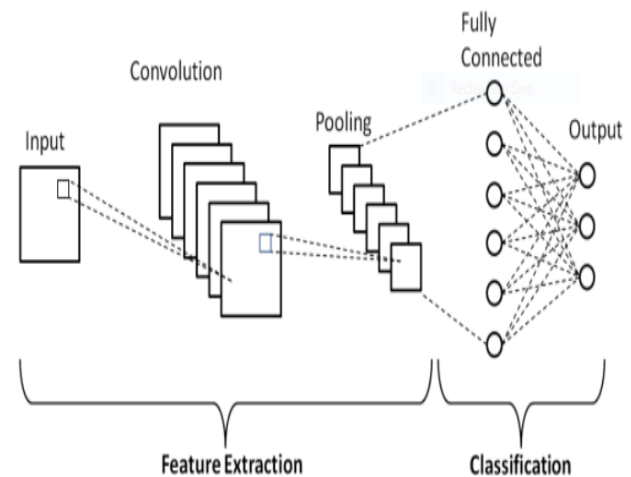 Fully
Connected
Convolution
Pooling
Output
Input
Feature Extraction
Classification